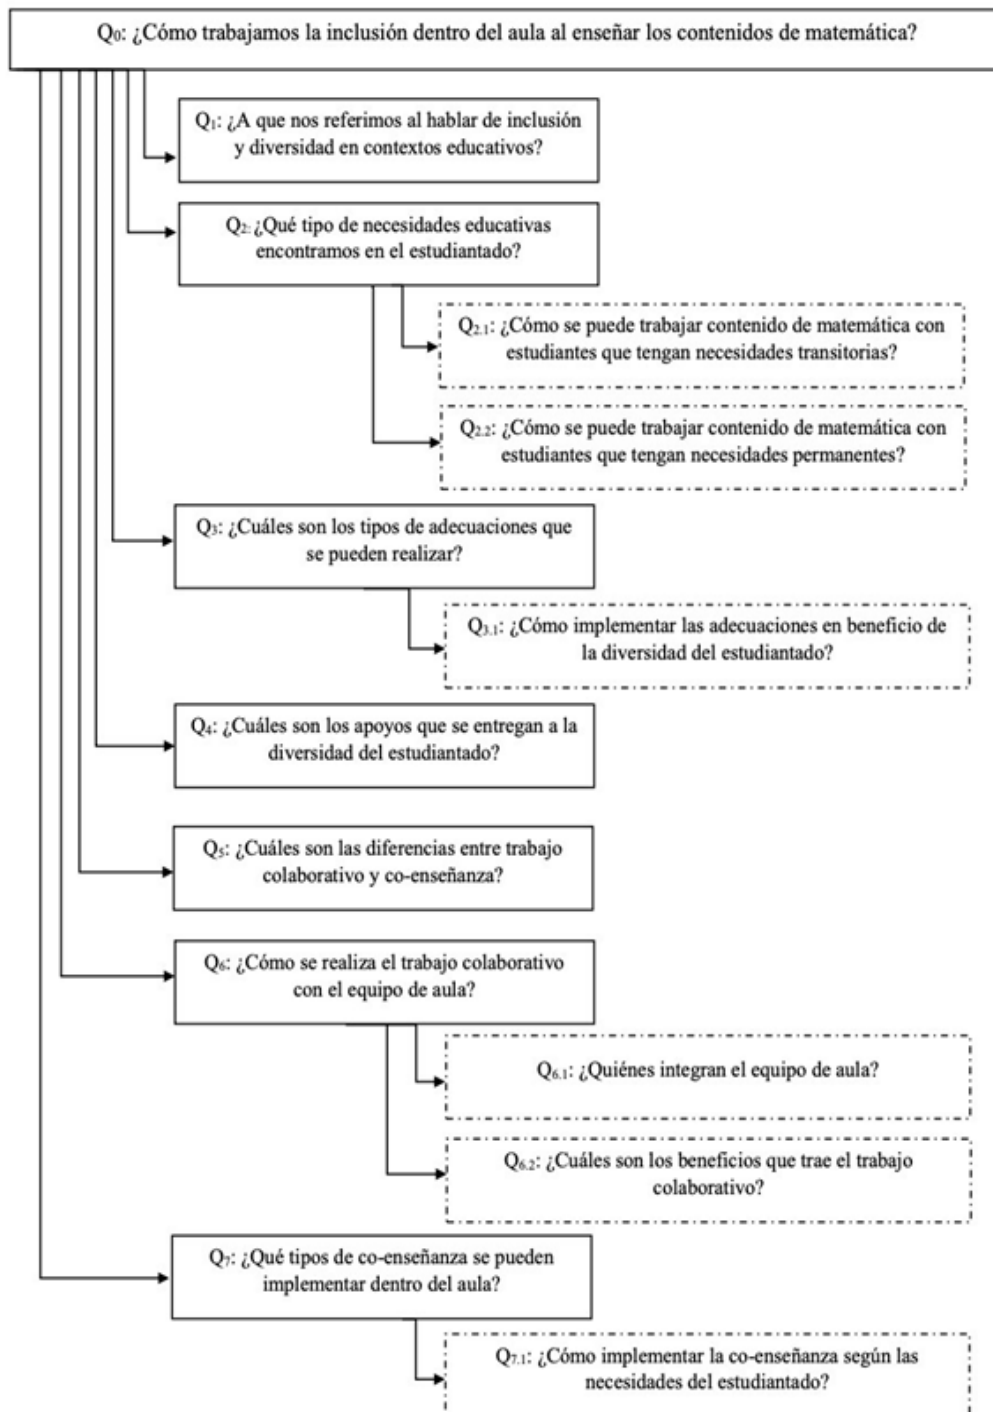 Q0: ¿Cómo trabajamos la inclusión dentro del aula al enseñar los contenidos de matemática?
Q1: ¿A que nos referimos al hablar de inclusión
y diversidad en contextos educativos?
Q2: ¿Qué tipo de necesidades educativas
encontramos en el estudiantado?
Q2.1: ¿Cómo se puede trabajar contenido de matemática con
estudiantes que tengan necesidades transitorias?
Q2.2: ¿Cómo se puede trabajar contenido de matemática con
estudiantes que tengan necesidades permanentes?
Q3: ¿Cuáles son los tipos de adecuaciones que
se pueden realizar?
Q3.1: ¿Cómo implementar las adecuaciones en beneficio de
la diversidad del estudiantado?
Q4: ¿Cuáles son los apoyos que se entregan a la
diversidad del estudiantado?
Q5: ¿Cuáles son las diferencias entre trabajo
colaborativo y co-enseñanza?
Q6: ¿Cómo se realiza el trabajo colaborativo
con el equipo de aula?
Q6.1: ¿Quiénes integran el equipo de aula?
Q6.2: ¿Cuáles son los beneficios que trae el trabajo
colaborativo?
Q7: ¿Qué tipos de co-enseñanza se pueden
implementar dentro del aula?
Q7.1: ¿Cómo implementar la co-enseñanza según las
necesidades del estudiantado?